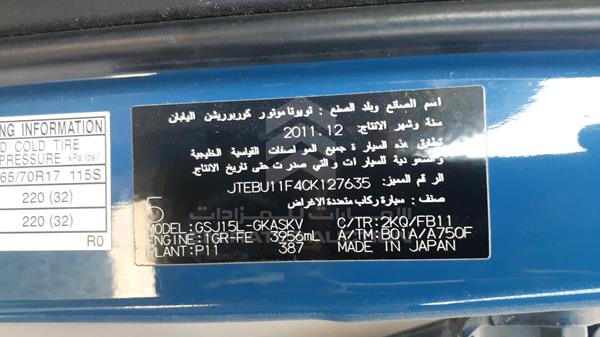 NG INFORMATION
D COLD TIRE
PRESSURE kPa (psi)
65/70R17 115S
220 (32)
220 (32)
R0
اسم الصانع وبلد الصنع : تويوتا موتور كوربوريشن اليابان
سنة وشهر الانتاج: 2011.12
تطابق هذه السيارة جميع المواصفات القياسية الخليجية
والسعودية للسيارات والتي صدرت حتى تاريخ الانتاج.
الرقم المميز: JTEBU11F4CK127635
صنف : سيارة ركاب متعددة الاغراض
5
MODEL:GSJ15L-GKASKV C/TR:2KQ/FB11
ENGINE:1GR-FE 3956mL A/TM:B01A/A750F
PLANT:P11 387 MADE IN JAPAN